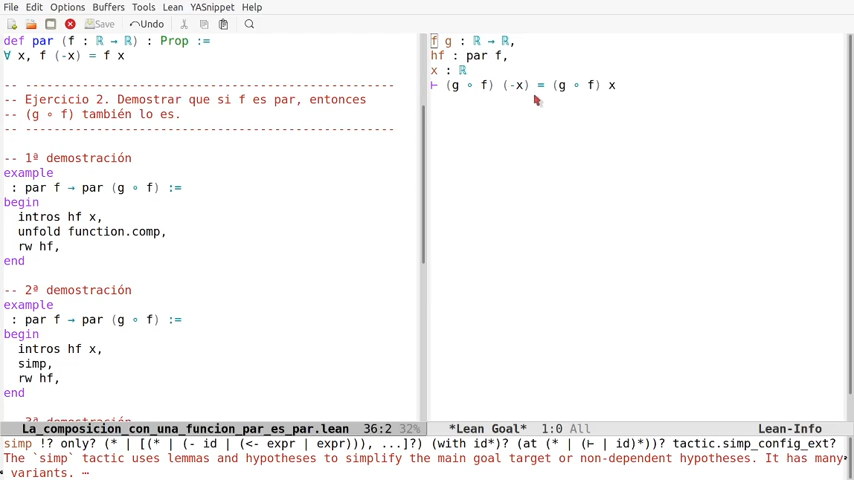 File Edit Options Buffers Tools Lean YASnippet Help
Save Undo
def par (f : ℝ → ℝ) : Prop :=
∀ x, f (-x) = f x
-- ---------------------------------------------------
-- Ejercicio 2. Demostrar que si f es par, entonces
-- (g ∘ f) también lo es.
-- ---------------------------------------------------
-- 1ª demostración
example
: par f → par (g ∘ f) :=
begin
intros hf x,
unfold function.comp,
rw hf,
end
-- 2ª demostración
example
: par f → par (g ∘ f) :=
begin
intros hf x,
simp,
rw hf,
end
La_composicion_con_una_funcion_par_es_par.lean 36:2 32%
f g : ℝ → ℝ,
hf : par f,
x : ℝ
⊢ (g ∘ f) (-x) = (g ∘ f) x
*Lean Goal* 1:0 All Lean-Info
simp !? only? (* | [(* | (- id | (<- expr | expr))), ...]?) (with id*)? (at (* | (⊢ | id)*))? tactic.simp_config_ext?
The `simp` tactic uses lemmas and hypotheses to simplify the main goal target or non-dependent hypotheses. It has many
variants. ⋯